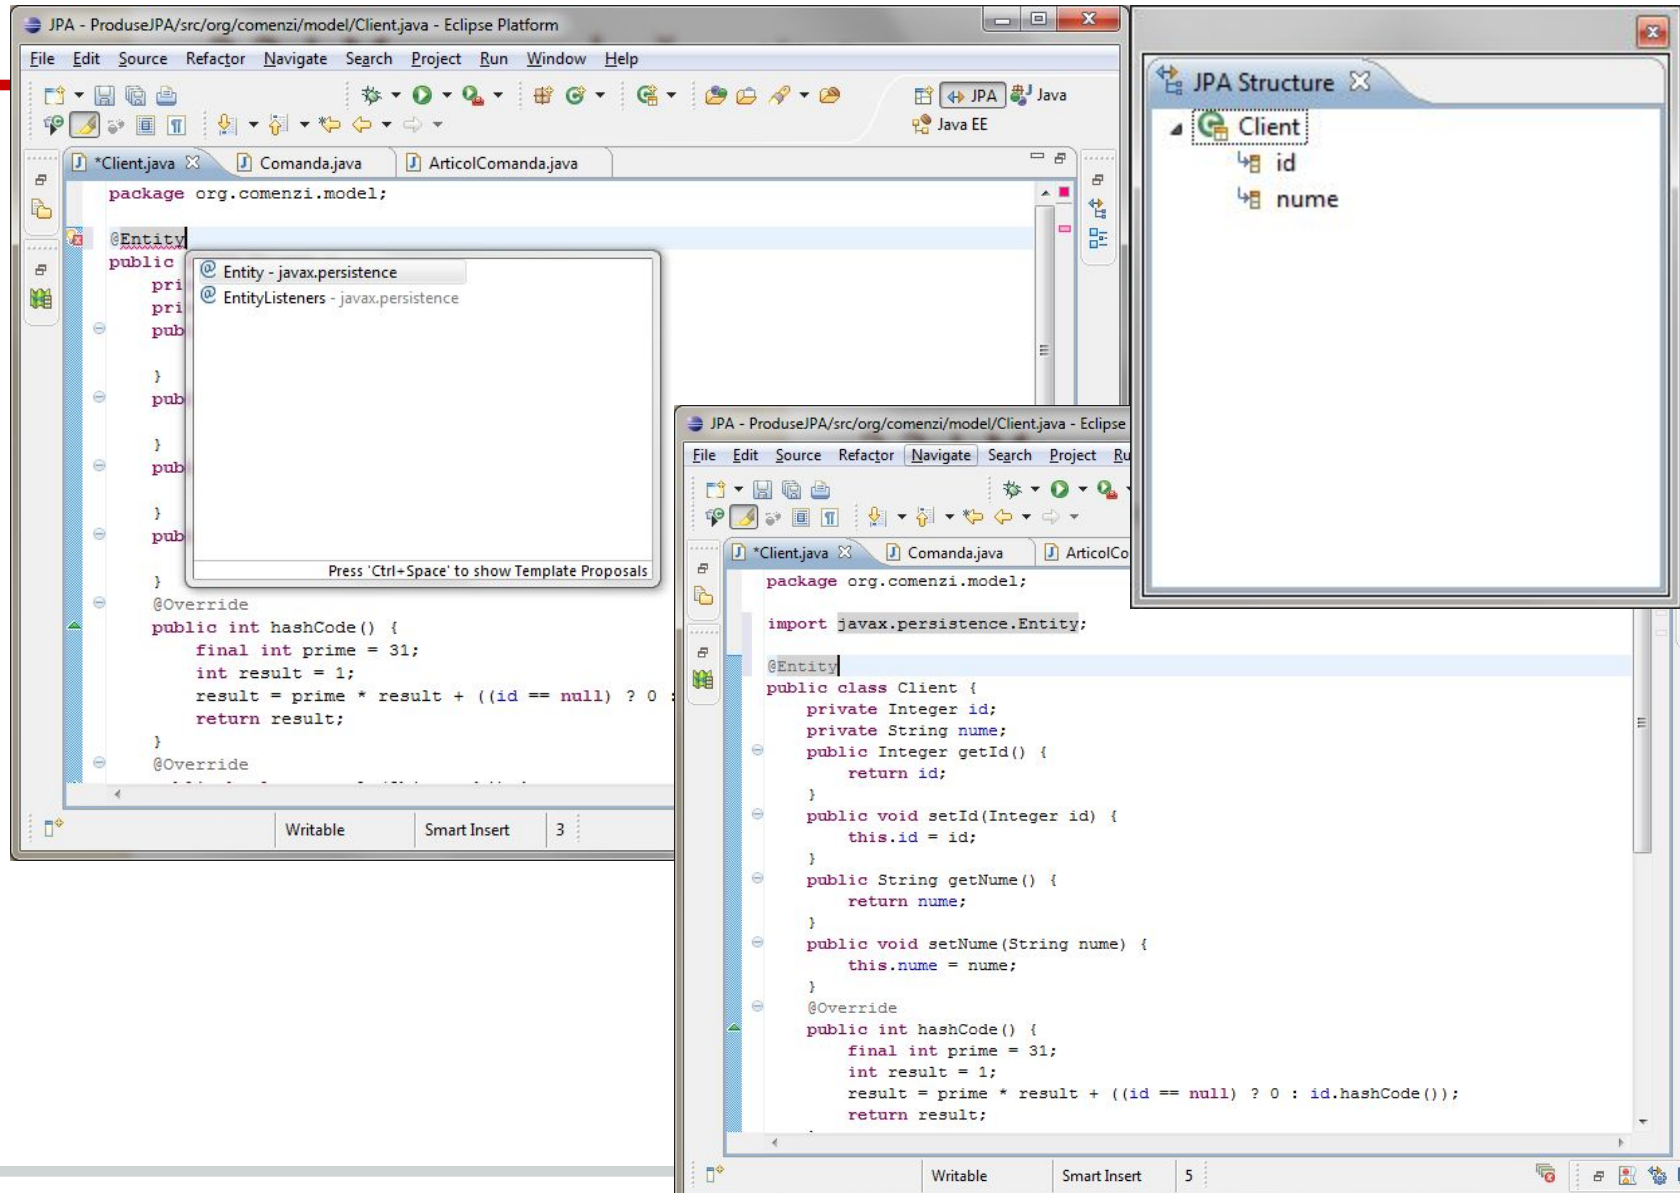 JPA - ProduseJPA/src/org/comenzi/model/Client.java - Eclipse Platform
File Edit Source Refactor Navigate Search Project Run Window Help
JPA Java
Java EE
*Client.java Comanda.java ArticolComanda.java
package org.comenzi.model;
@Entity
public
pri
pri
pub
}
pub
}
pub
}
pub
}
@Override
public int hashCode() {
final int prime = 31;
int result = 1;
result = prime * result + ((id == null) ? 0 :
return result;
}
@Override
Writable Smart Insert 3
Entity - javax.persistence
EntityListeners - javax.persistence
Press 'Ctrl+Space' to show Template Proposals
JPA Structure
Client
id
nume
JPA - ProduseJPA/src/org/comenzi/model/Client.java - Eclipse
File Edit Source Refactor Navigate Search Project Ru
*Client.java Comanda.java ArticolCo
package org.comenzi.model;
import javax.persistence.Entity;
@Entity
public class Client {
private Integer id;
private String nume;
public Integer getId() {
return id;
}
public void setId(Integer id) {
this.id = id;
}
public String getNume() {
return nume;
}
public void setNume(String nume) {
this.nume = nume;
}
@Override
public int hashCode() {
final int prime = 31;
int result = 1;
result = prime * result + ((id == null) ? 0 : id.hashCode());
return result;
Writable Smart Insert 5